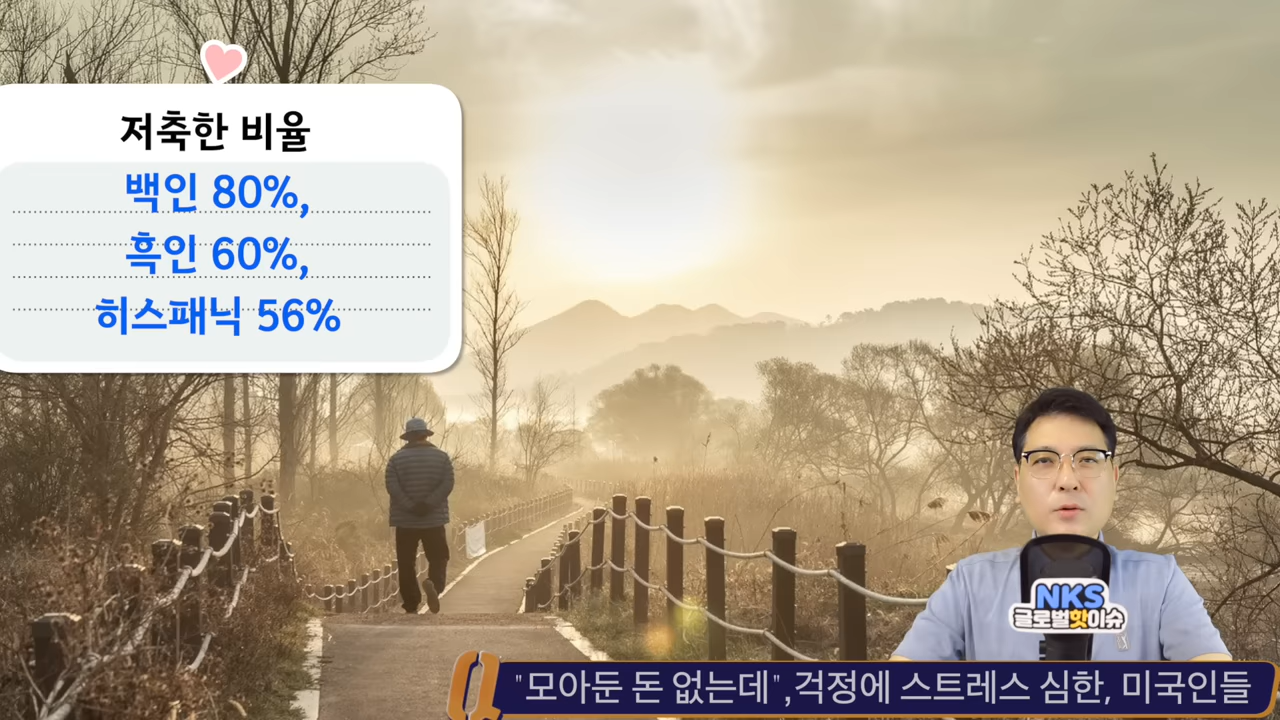 저축한 비율
백인 80%,
흑인 60%,
히스패닉 56%
NKS
글로벌핫이슈
"모아둔 돈 없는데",걱정에 스트레스 심한, 미국인들